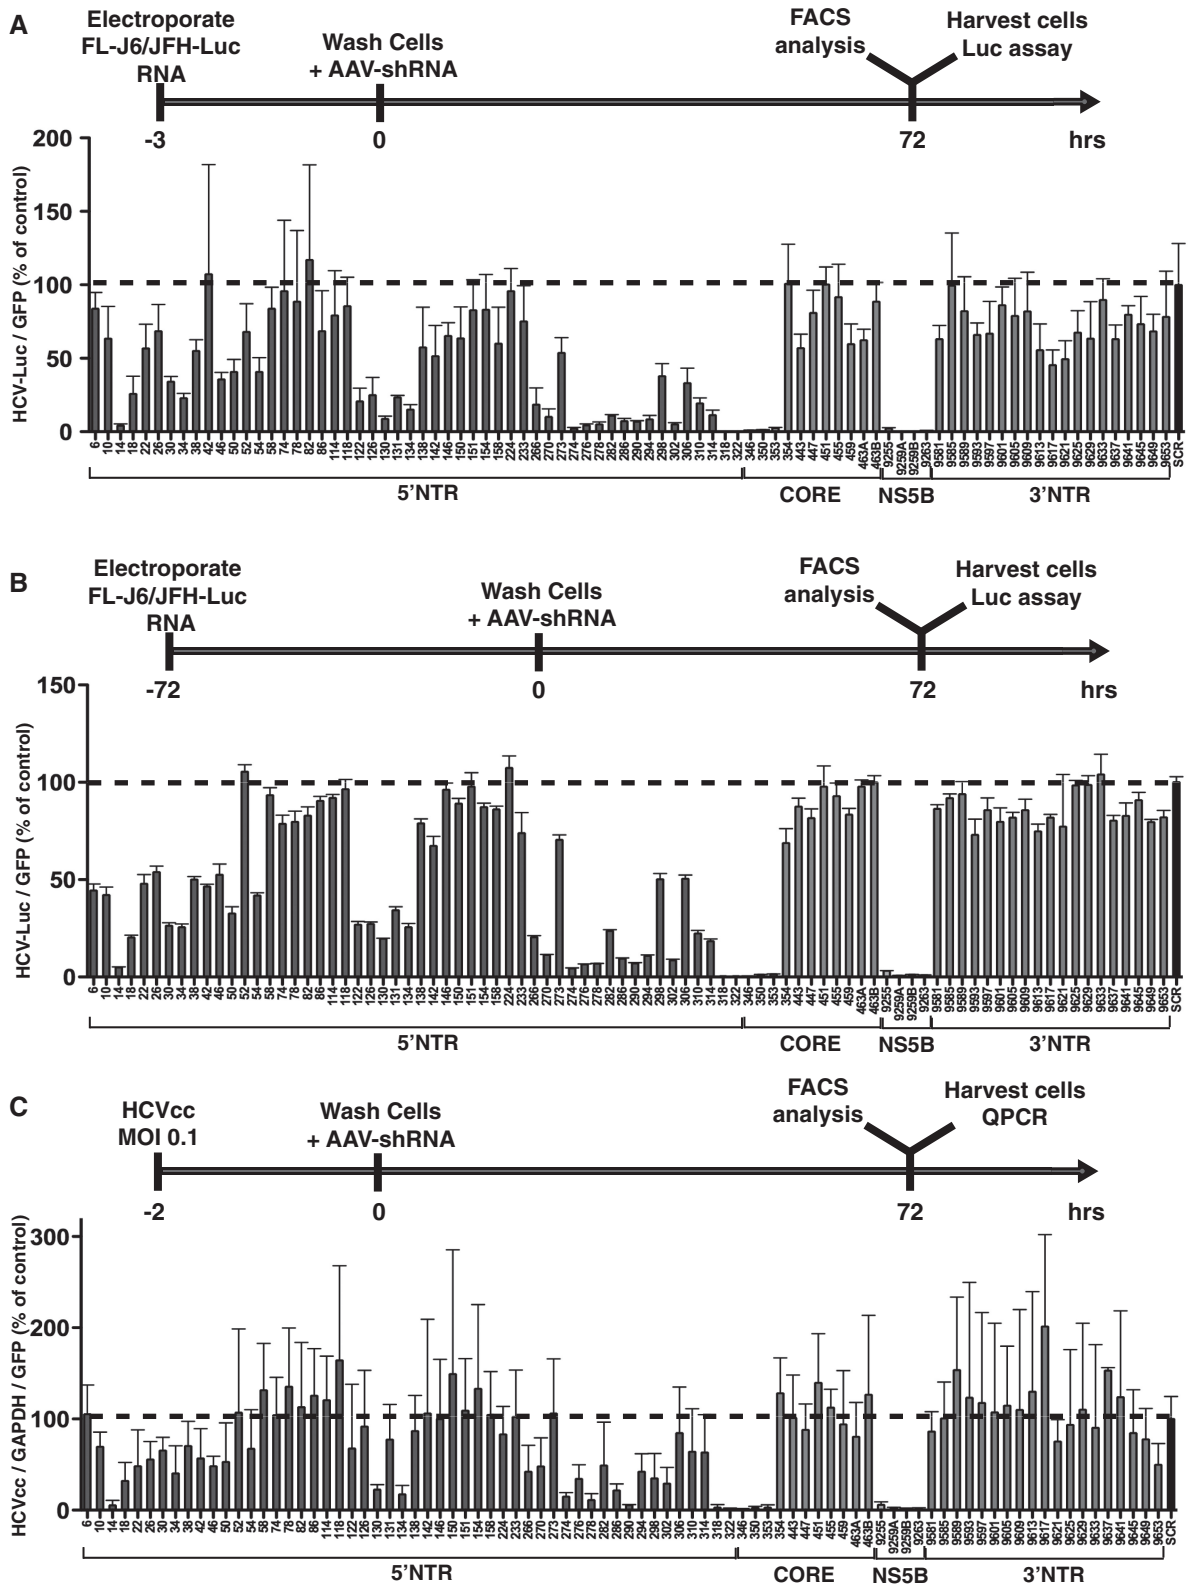 A
Electroporate
FL-J6/JFH-Luc
RNA
Wash Cells
+ AAV-shRNA
FACS
analysis
Harvest cells
Luc assay
-3
0
72
hrs
HCV-Luc / GFP (% of control)
200
150
100
50
0
6 10 14 18 22 26 30 34 38 42 46 50 52 54 58 74 78 82 86 114 118 122 126 130 131 134 138 142 146 150 151 154 158 224 233 266 270 273 274 276 278 282 286 290 294 298 302 306 310 314 318 322 346 350 353 354 443 447 451 455 459 463A 463B 9255 9259A 9259B 9263 9581 9585 9589 9593 9597 9601 9605 9609 9613 9617 9621 9625 9629 9633 9637 9641 9645 9649 9653 SCR
5'NTR
CORE
NS5B
3'NTR
B
Electroporate
FL-J6/JFH-Luc
RNA
Wash Cells
+ AAV-shRNA
FACS
analysis
Harvest cells
Luc assay
-72
0
72
hrs
HCV-Luc / GFP (% of control)
150
100
50
0
6 10 14 18 22 26 30 34 38 42 46 50 52 54 58 74 78 82 86 114 118 122 126 130 131 134 138 142 146 150 151 154 158 224 233 266 270 273 274 276 278 282 286 290 294 298 302 306 310 314 318 322 346 350 353 354 443 447 451 455 459 463A 463B 9255 9259A 9259B 9263 9581 9585 9589 9593 9597 9601 9605 9609 9613 9617 9621 9625 9629 9633 9637 9641 9645 9649 9653 SCR
5'NTR
CORE
NS5B
3'NTR
C
HCVcc
MOI 0.1
Wash Cells
+ AAV-shRNA
FACS
analysis
Harvest cells
QPCR
-2
0
72
hrs
HCVcc / GAPDH / GFP (% of control)
300
200
100
0
6 10 14 18 22 26 30 34 38 42 46 50 52 54 58 74 78 82 86 114 118 122 126 130 131 134 138 142 146 150 151 154 158 224 233 266 270 273 274 276 278 282 286 290 294 298 302 306 310 314 318 322 346 350 353 354 443 447 451 455 459 463A 463B 9255 9259A 9259B 9263 9581 9585 9589 9593 9597 9601 9605 9609 9613 9617 9621 9625 9629 9633 9637 9641 9645 9649 9653 SCR
5'NTR
CORE
NS5B
3'NTR